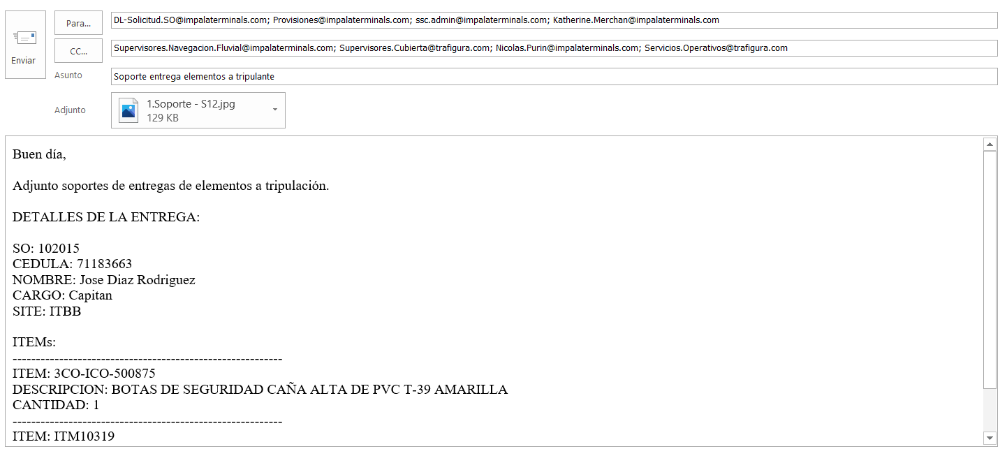 Enviar
Para...
DL-Solicitud.SO@impalaterminals.com; Provisiones@impalaterminals.com; ssc.admin@impalaterminals.com; Katherine.Merchan@impalaterminals.com
CC...
Supervisores.Navegacion.Fluvial@impalaterminals.com; Supervisores.Cubierta@trafigura.com; Nicolas.Purin@impalaterminals.com; Servicios.Operativos@trafigura.com
Asunto
Soporte entrega elementos a tripulante
Adjunto
1.Soporte - S12.jpg
129 KB
Buen día,
Adjunto soportes de entregas de elementos a tripulación.
DETALLES DE LA ENTREGA:
SO: 102015
CEDULA: 71183663
NOMBRE: Jose Diaz Rodriguez
CARGO: Capitan
SITE: ITBB
ITEMs:
----------------------------------------------------------
ITEM: 3CO-ICO-500875
DESCRIPCION: BOTAS DE SEGURIDAD CAÑA ALTA DE PVC T-39 AMARILLA
CANTIDAD: 1
----------------------------------------------------------
ITEM: ITM10319